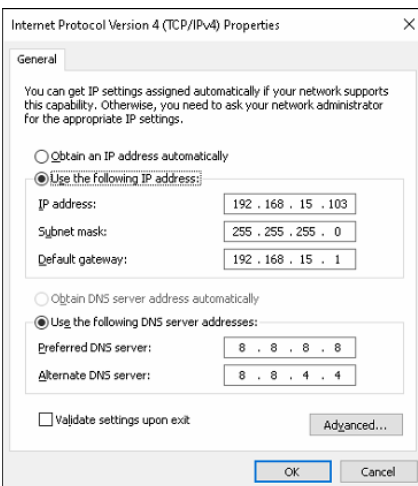 Internet Protocol Version 4 (TCP/IPv4) Properties
General
You can get IP settings assigned automatically if your network supports
this capability. Otherwise, you need to ask your network administrator
for the appropriate IP settings.
Obtain an IP address automatically
Use the following IP address:
IP address: 192 . 168 . 15 . 103
Subnet mask: 255 . 255 . 255 . 0
Default gateway: 192 . 168 . 15 . 1
Obtain DNS server address automatically
Use the following DNS server addresses:
Preferred DNS server: 8 . 8 . 8 . 8
Alternate DNS server: 8 . 8 . 4 . 4
Validate settings upon exit
Advanced...
OK Cancel